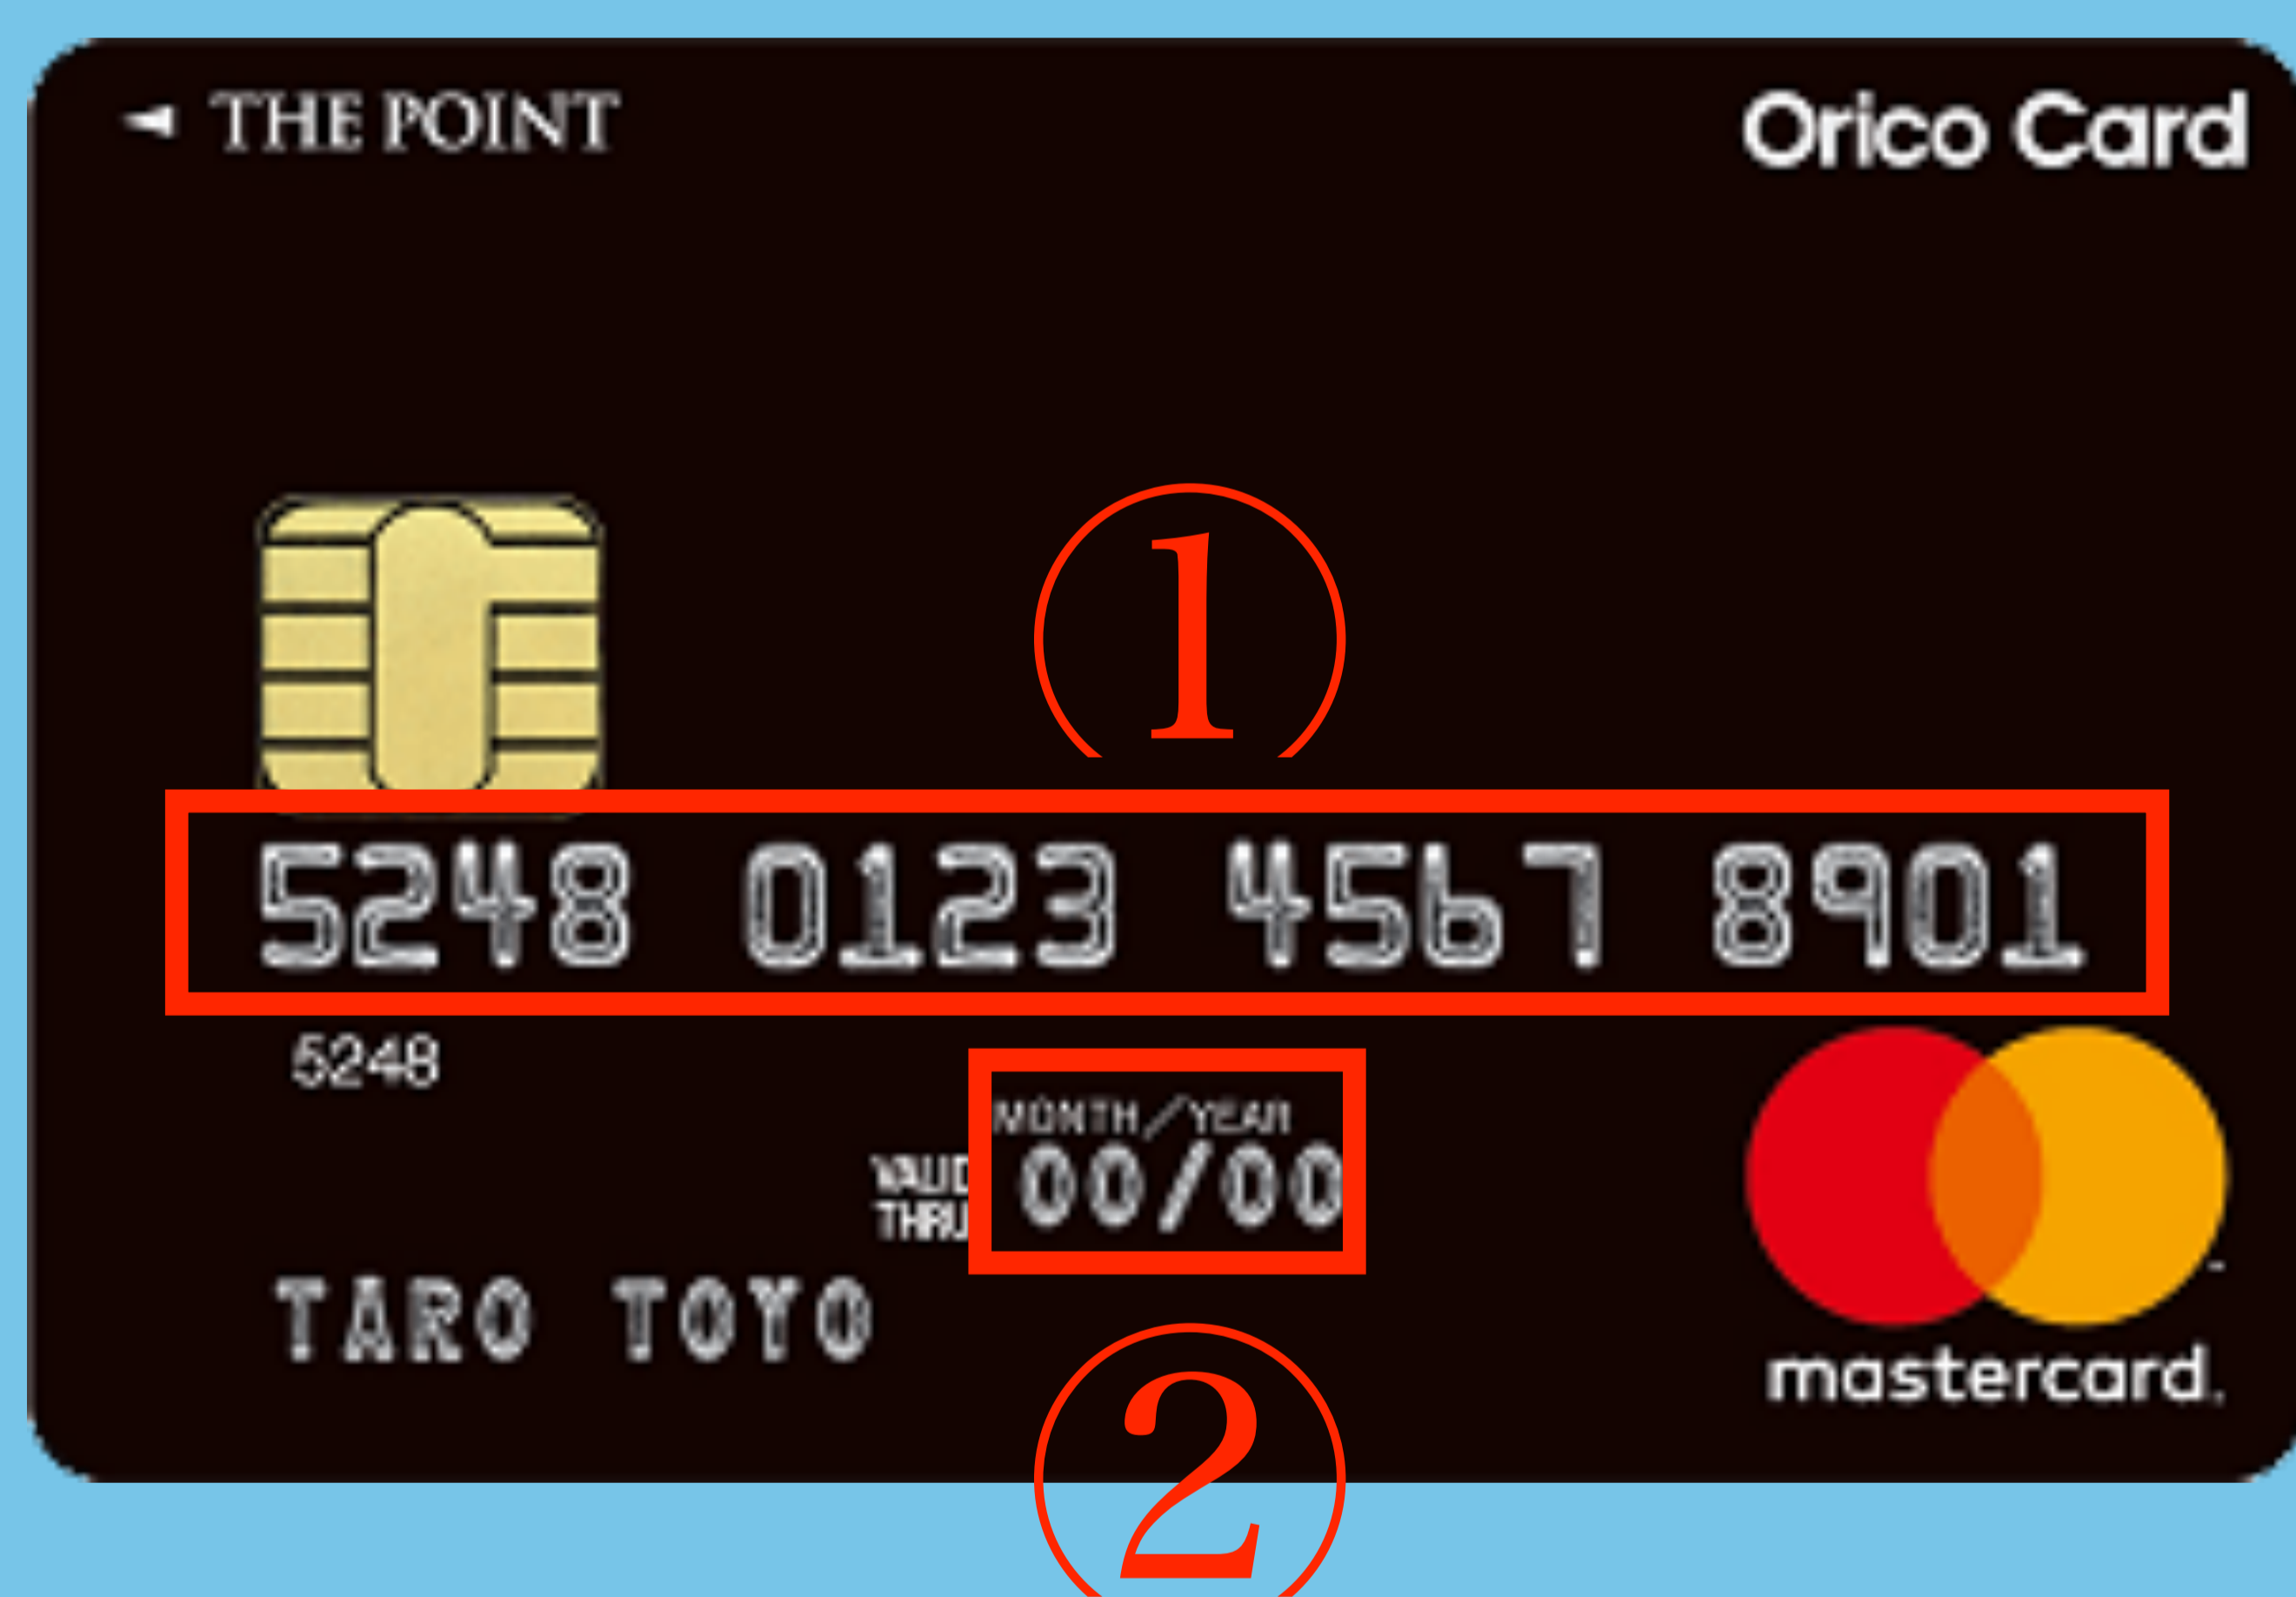 THE POINT
Orico Card
①
5248 0123 4567 8901
5248
MONTH/YEAR
VALID THRU 00/00
TARO TOYO
mastercard.
②